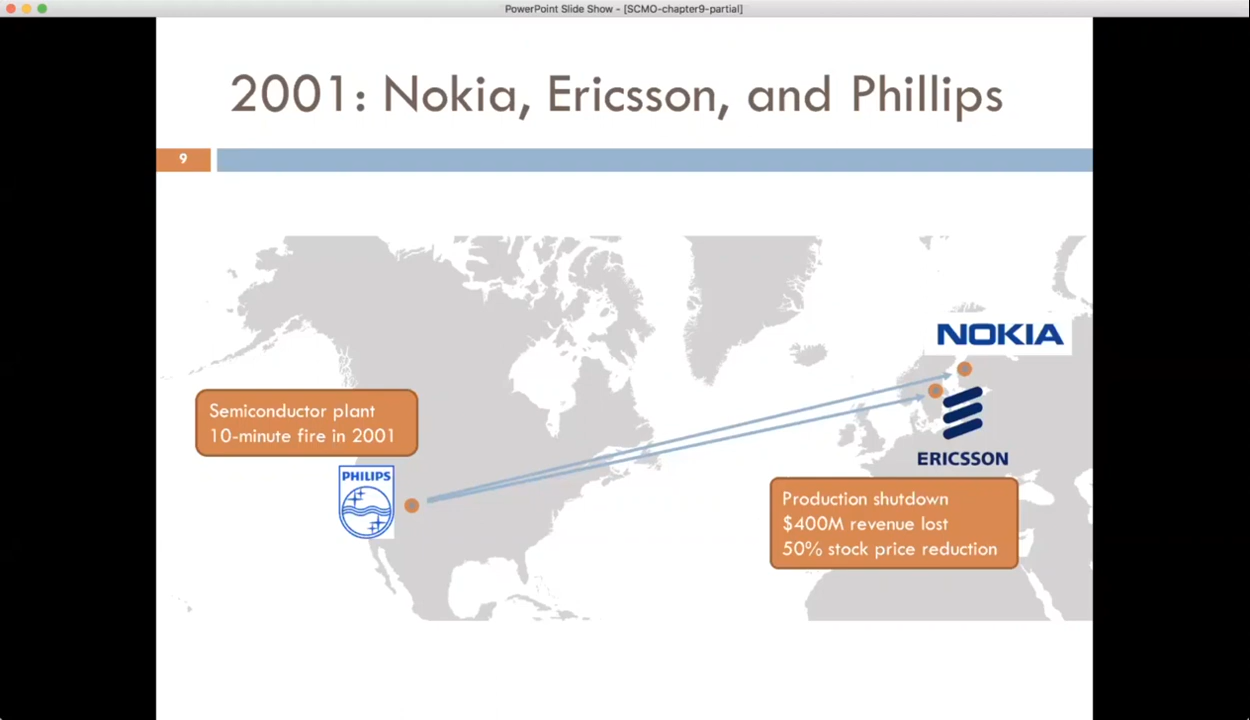 PowerPoint Slide Show - [SCMO-chapter9-partial]
2001: Nokia, Ericsson, and Phillips
9
NOKIA
Semiconductor plant
10-minute fire in 2001
PHILIPS
ERICSSON
Production shutdown
$400M revenue lost
50% stock price reduction